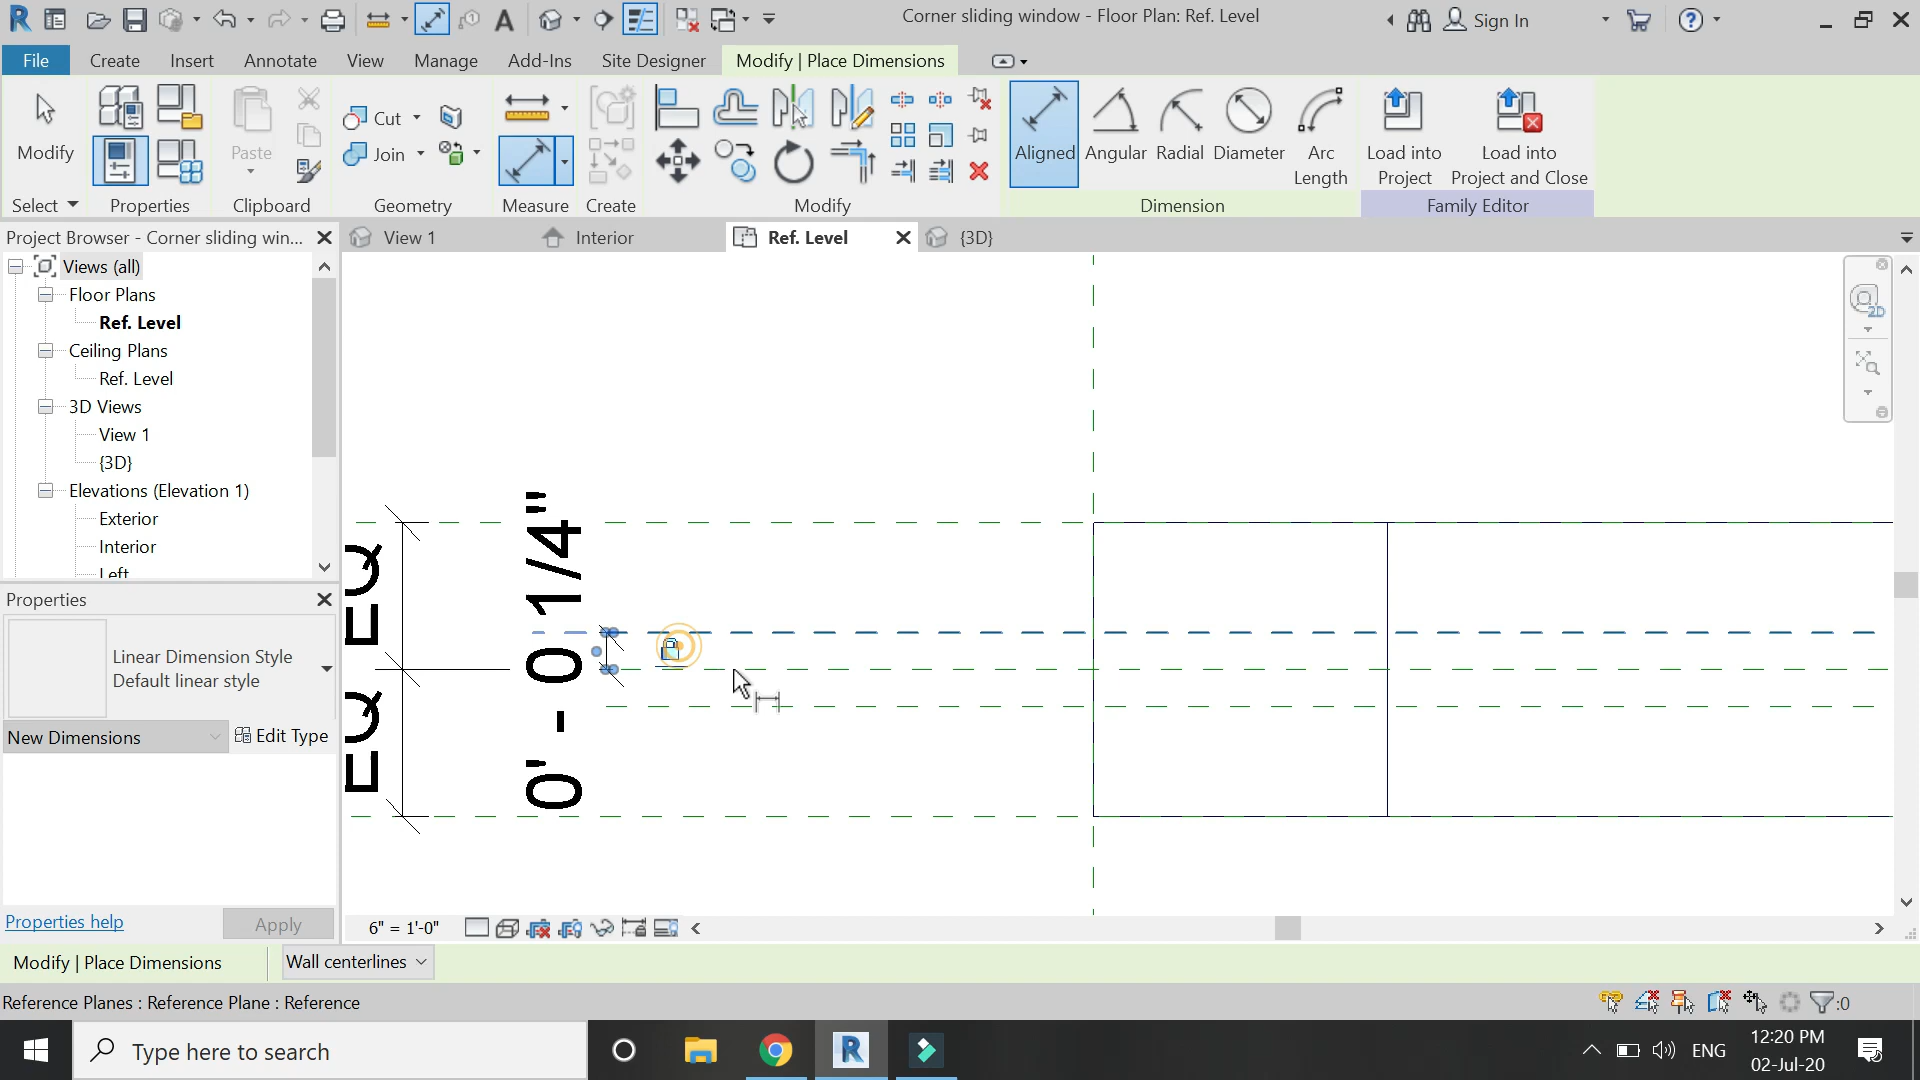 Corner sliding window - Floor Plan: Ref. Level
Sign In
File
Create
Insert
Annotate
View
Manage
Add-Ins
Site Designer
Modify | Place Dimensions
Modify
Paste
Cut
Join
Aligned
Angular
Radial
Diameter
Arc
Length
Load into
Project
Load into
Project and Close
Select
Properties
Clipboard
Geometry
Measure
Create
Modify
Dimension
Family Editor
Project Browser - Corner sliding win...
View 1
Interior
Ref. Level
{3D}
Views (all)
Floor Plans
Ref. Level
Ceiling Plans
Ref. Level
3D Views
View 1
{3D}
Elevations (Elevation 1)
Exterior
Interior
Left
2D
EQ
EQ
0' - 0 1/4"
Properties
Linear Dimension Style
Default linear style
New Dimensions
Edit Type
Properties help
Apply
6" = 1'-0"
Modify | Place Dimensions
Wall centerlines
Reference Planes : Reference Plane : Reference
:0
Type here to search
ENG
12:20 PM
02-Jul-20